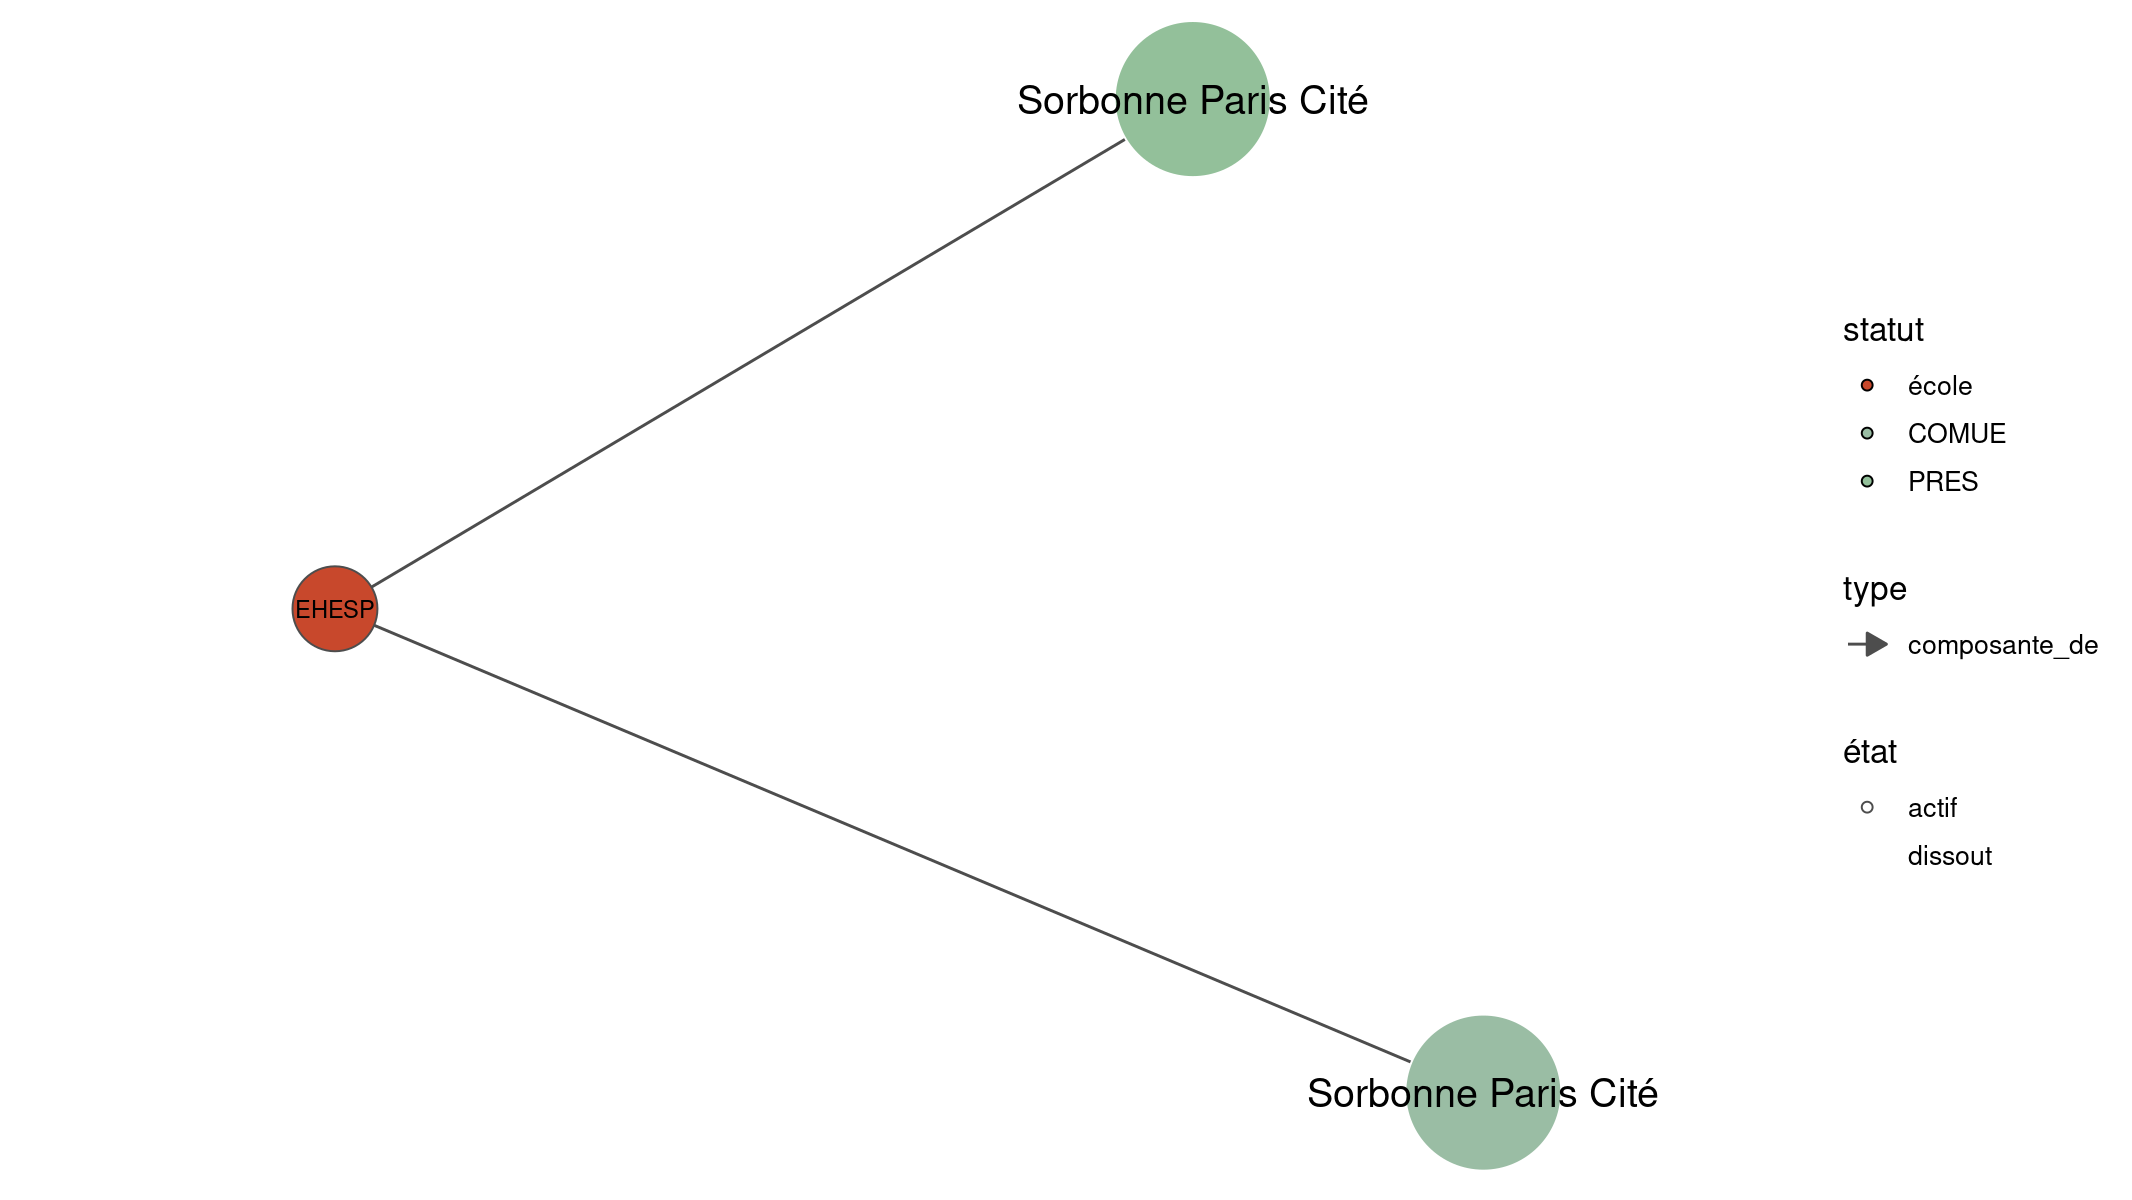 Sorbonne Paris Cité
EHESP
Sorbonne Paris Cité
statut
école
COMUE
PRES
type
composante_de
état
actif
dissout